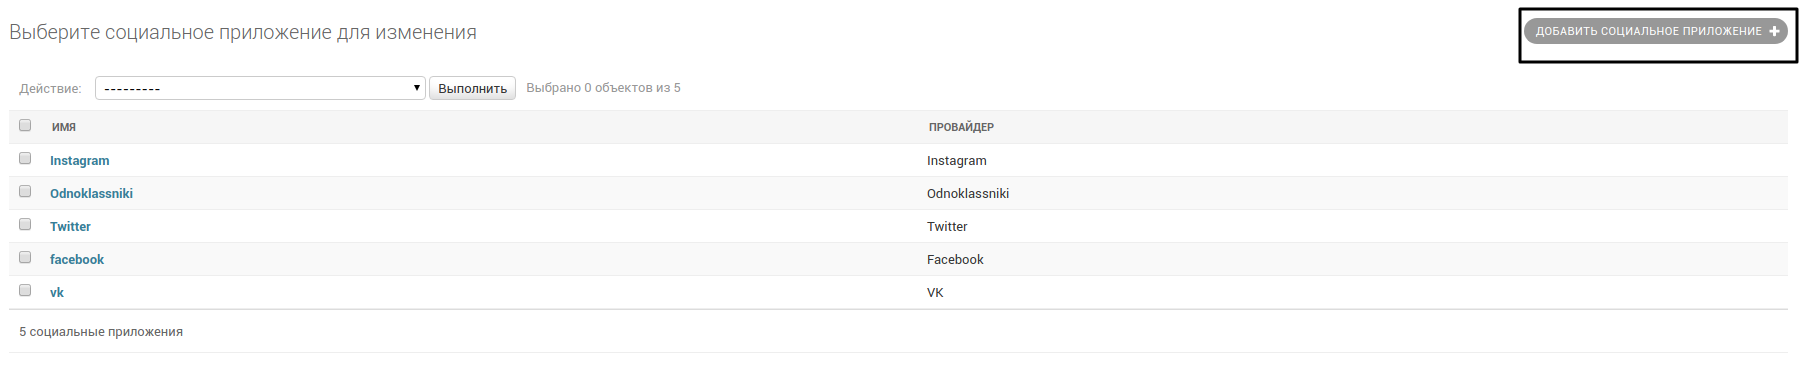 Выберите социальное приложение для изменения
ДОБАВИТЬ СОЦИАЛЬНОЕ ПРИЛОЖЕНИЕ +
Действие: --------- Выполнить Выбрано 0 объектов из 5
ИМЯ ПРОВАЙДЕР
Instagram Instagram
Odnoklassniki Odnoklassniki
Twitter Twitter
facebook Facebook
vk VK
5 социальные приложения